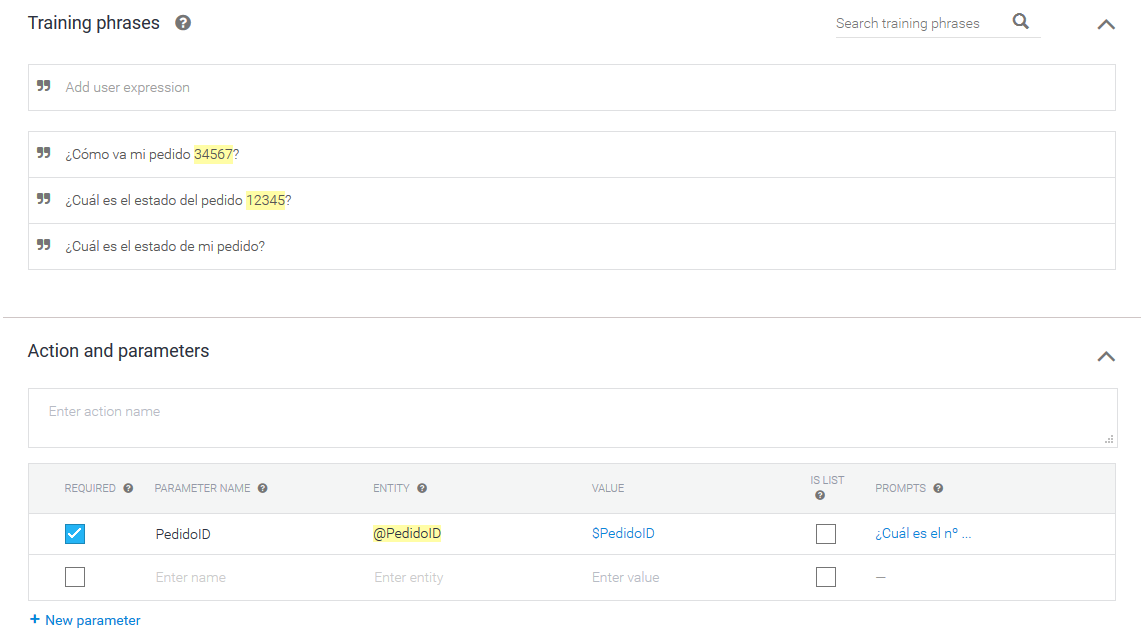 Training phrases
Search training phrases
Add user expression
¿Cómo va mi pedido 34567?
¿Cuál es el estado del pedido 12345?
¿Cuál es el estado de mi pedido?
Action and parameters
Enter action name
REQUIRED PARAMETER NAME ENTITY VALUE IS LIST PROMPTS
PedidoID @PedidoID $PedidoID ¿Cuál es el nº ...
Enter name Enter entity Enter value —
+ New parameter